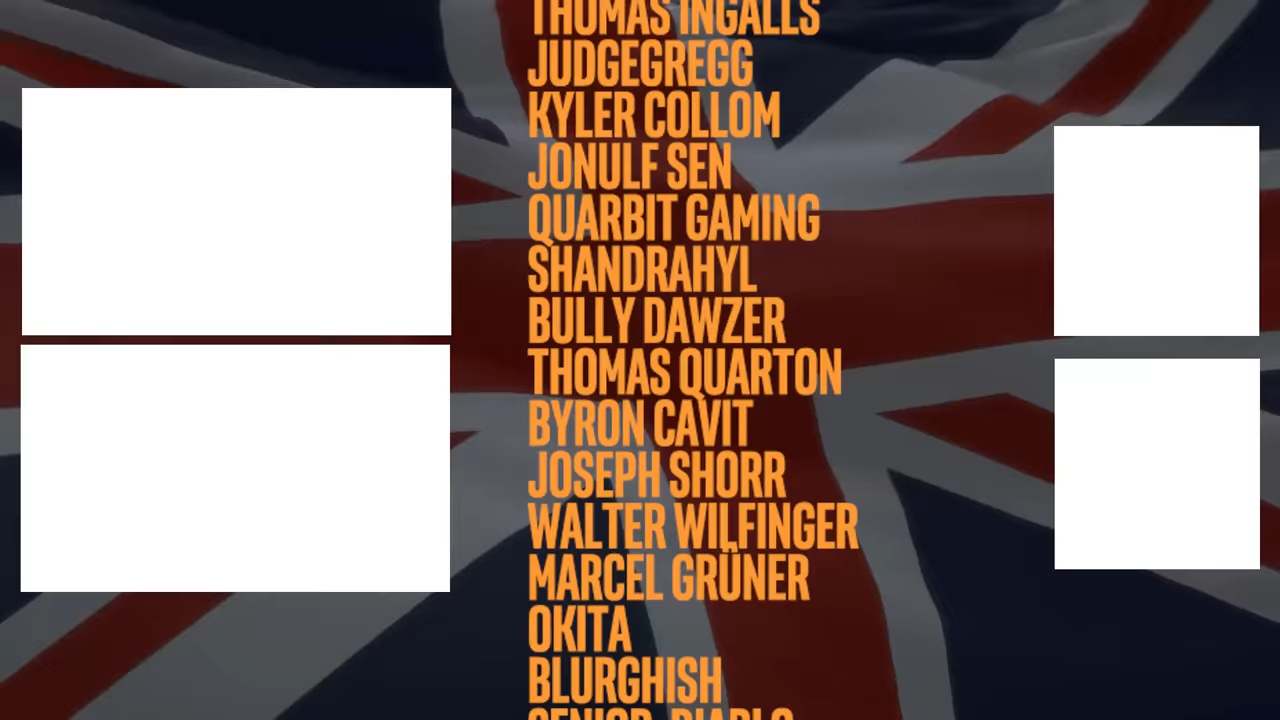 THOMAS INGALLS
JUDGEGREGG
KYLER COLLOM
JONULF SEN
QUARBIT GAMING
SHANDRAHYL
BULLY DAWZER
THOMAS QUARTON
BYRON CAVIT
JOSEPH SHORR
WALTER WILFINGER
MARCEL GRÜNER
OKITA
BLURGHISH